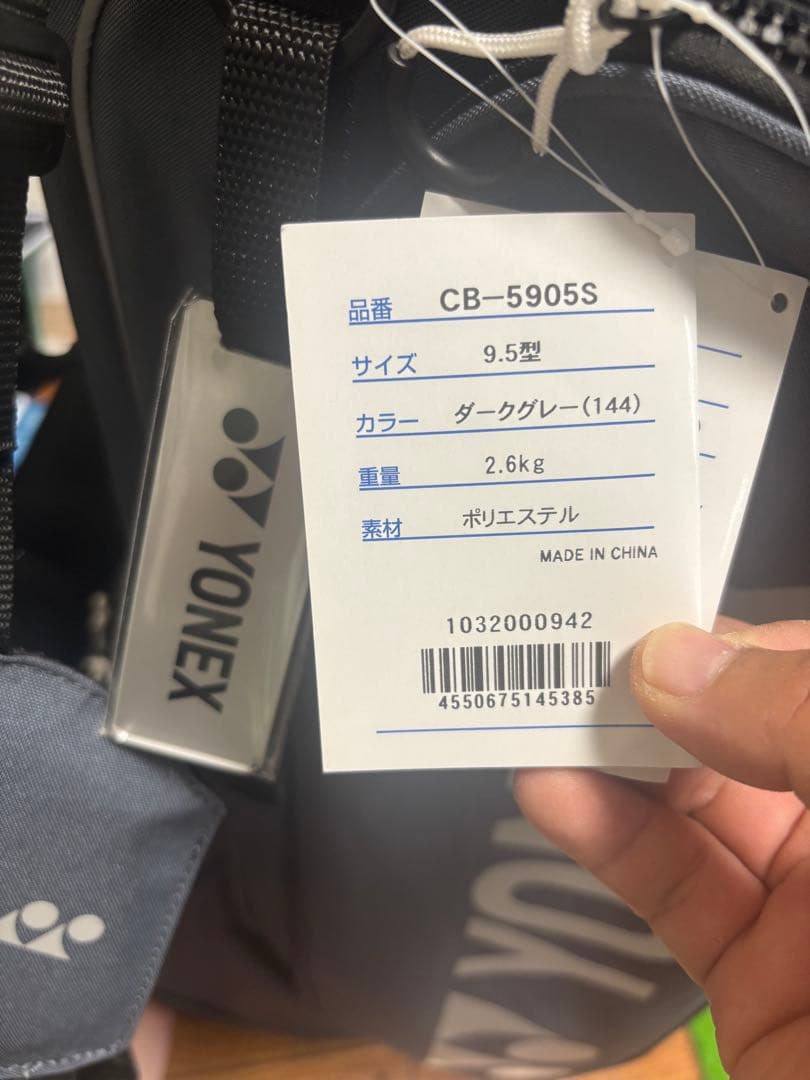 品番 CB-5905S
サイズ 9.5型
カラー ダークグレー(144)
重量 2.6kg
素材 ポリエステル
MADE IN CHINA
1032000942
4550675145385
YONEX
YO